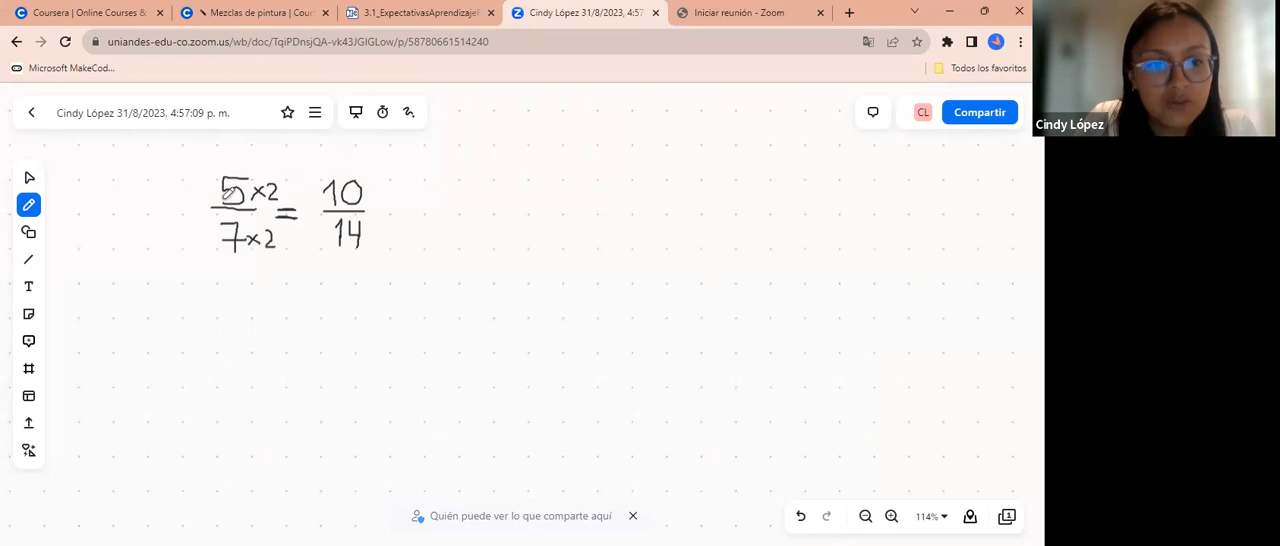 Coursera | Online Courses &
Mezclas de pintura | Cour
3.1_ExpectativasAprendizaje
Cindy López 31/8/2023, 4:57
Iniciar reunión - Zoom
uniandes-edu-co.zoom.us/wb/doc/TqiPDnsjQA-vk43JGIGLow/p/58780661514240
Microsoft MakeCod...
Todos los favoritos
Cindy López 31/8/2023, 4:57:09 p. m.
CL
Compartir
Cindy López
5 ×2 = 10
7 ×2 14
T
Quién puede ver lo que comparte aquí
114%
1